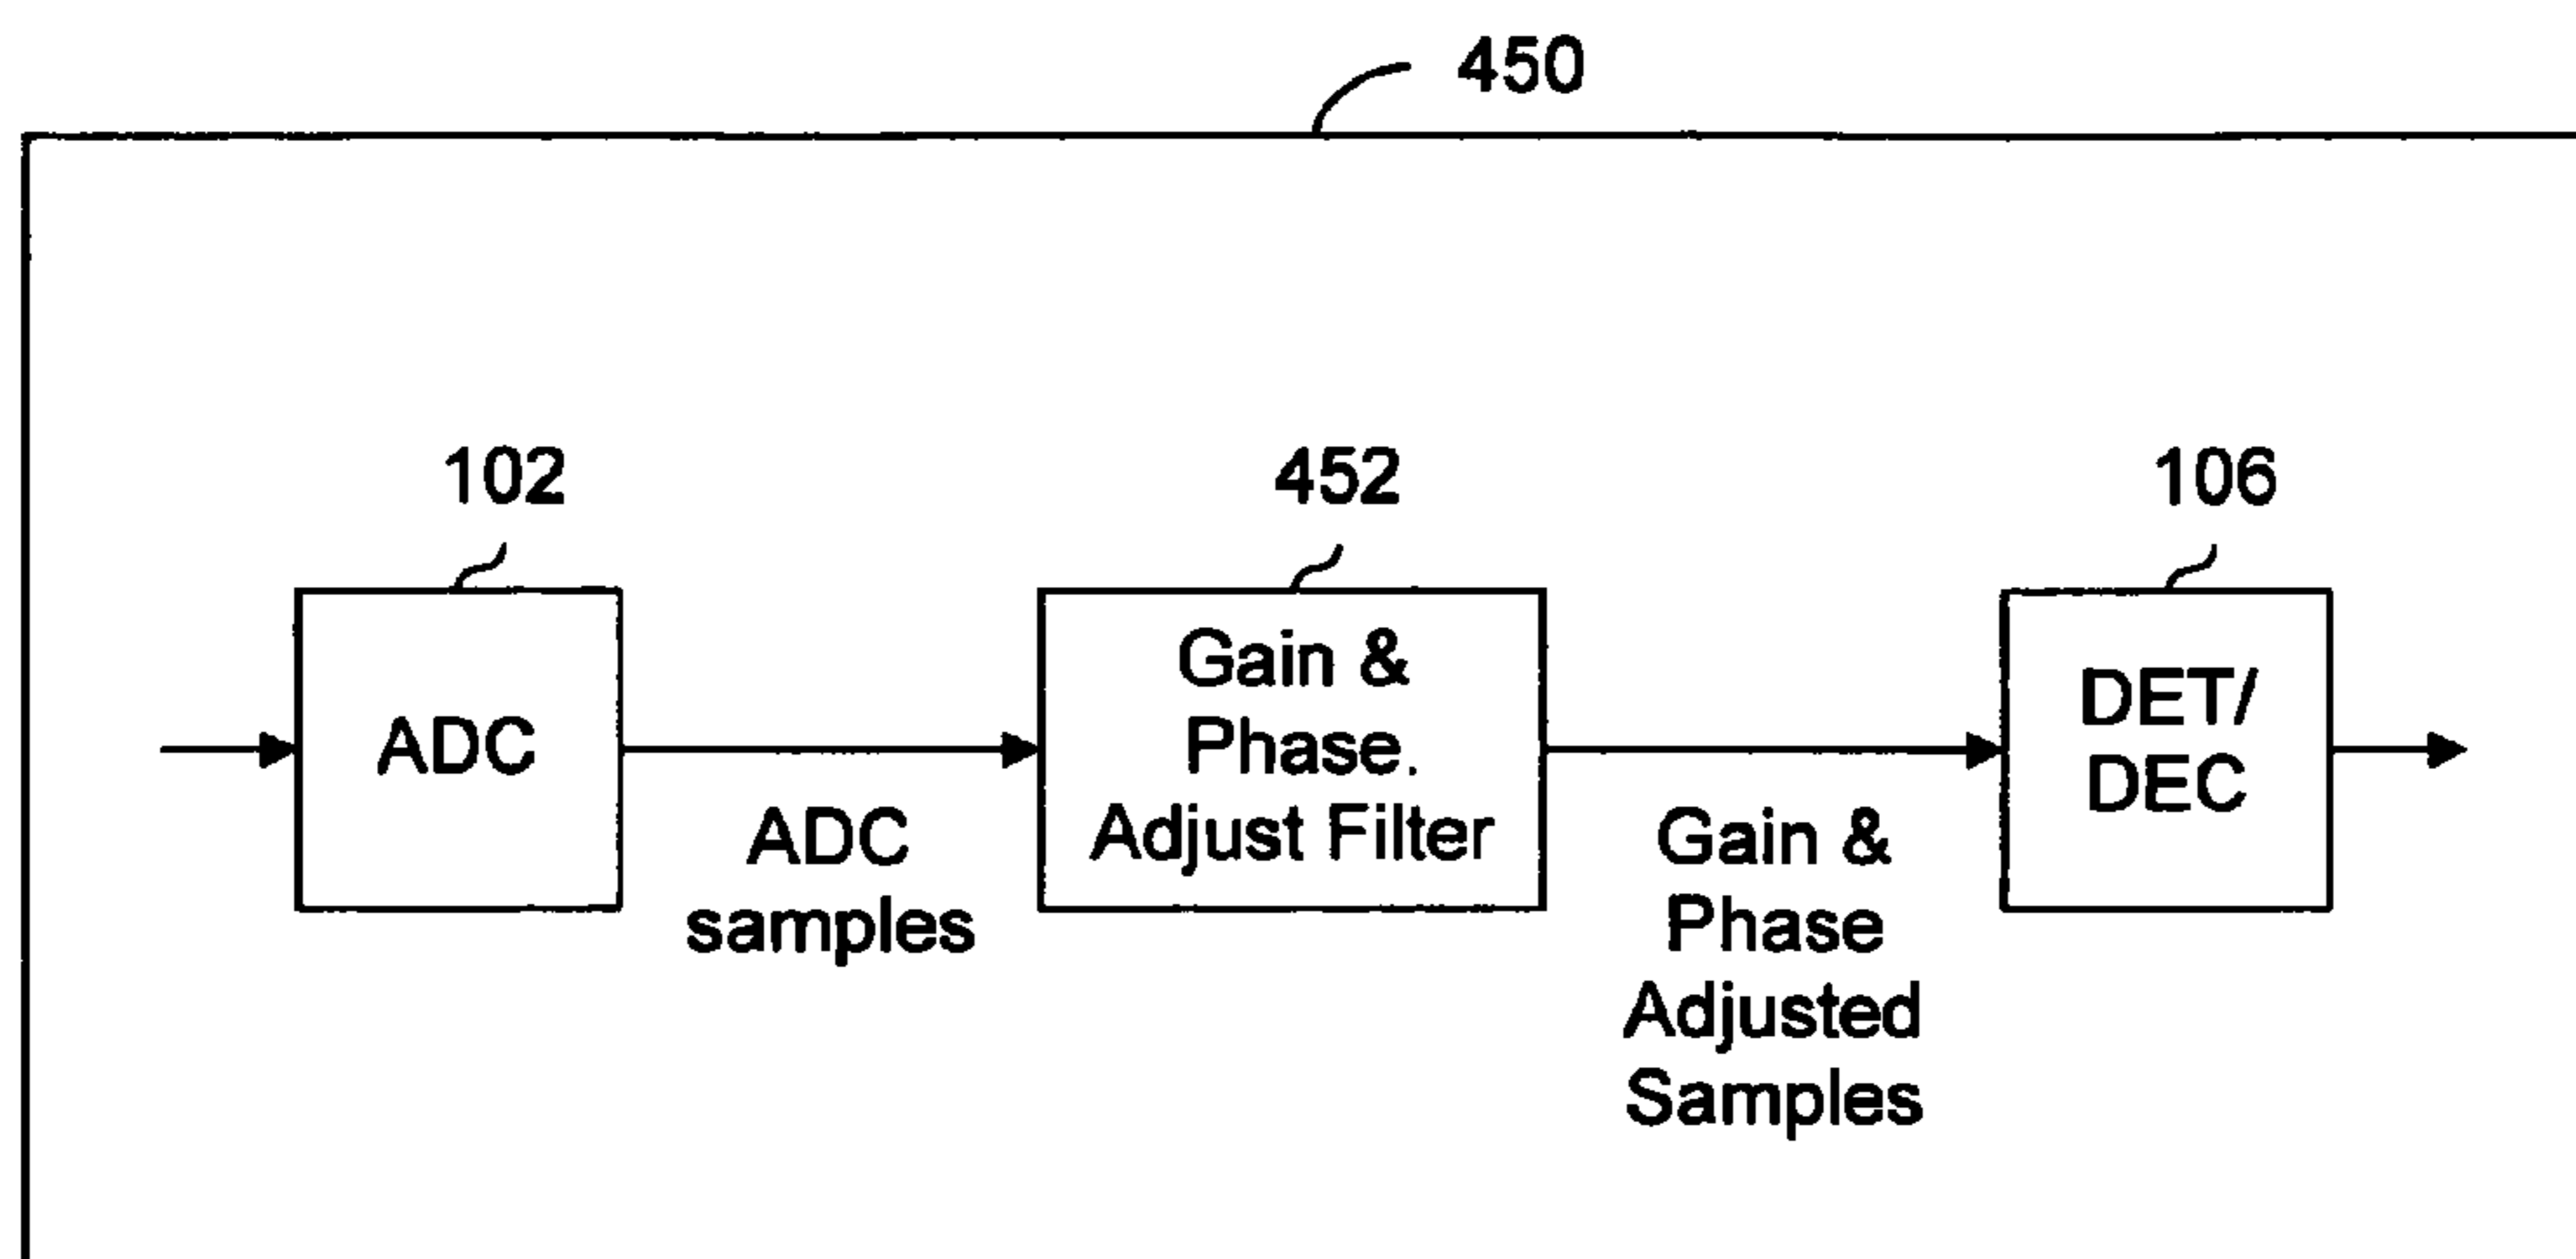 450
102
452
106
ADC
Gain &
Phase.
Adjust Filter
DET/
DEC
ADC
samples
Gain &
Phase
Adjusted
Samples